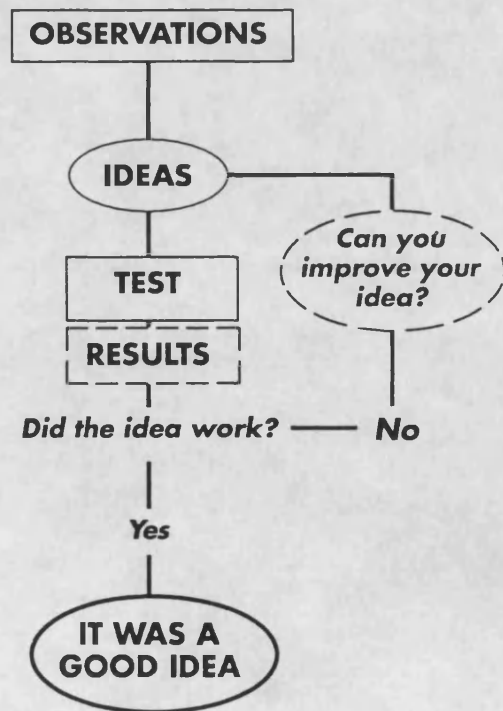 OBSERVATIONS
IDEAS
Can you
improve your
idea?
TEST
RESULTS
Did the idea work?
No
Yes
IT WAS A
GOOD IDEA